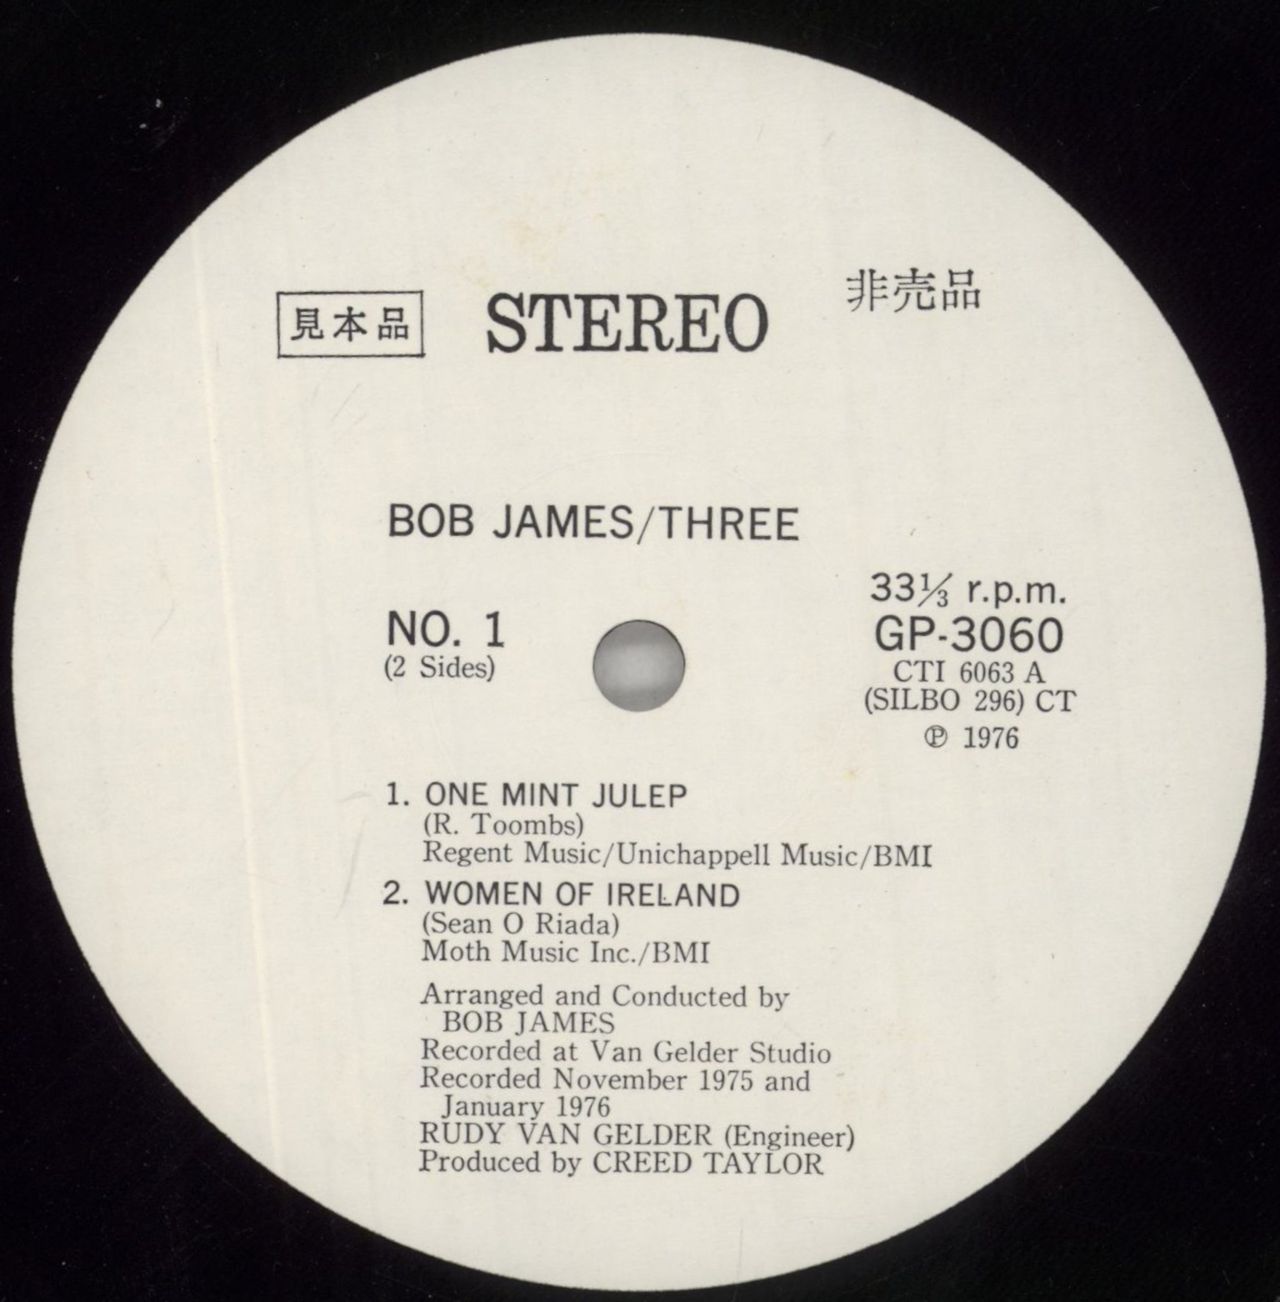 見本品
STEREO
非売品
BOB JAMES/THREE
NO. 1
(2 Sides)
33⅓ r.p.m.
GP-3060
CTI 6063 A
(SILBO 296) CT
℗ 1976
1. ONE MINT JULEP
(R. Toombs)
Regent Music/Unichappell Music/BMI
2. WOMEN OF IRELAND
(Sean O Riada)
Moth Music Inc./BMI
Arranged and Conducted by
BOB JAMES
Recorded at Van Gelder Studio
Recorded November 1975 and
January 1976
RUDY VAN GELDER (Engineer)
Produced by CREED TAYLOR